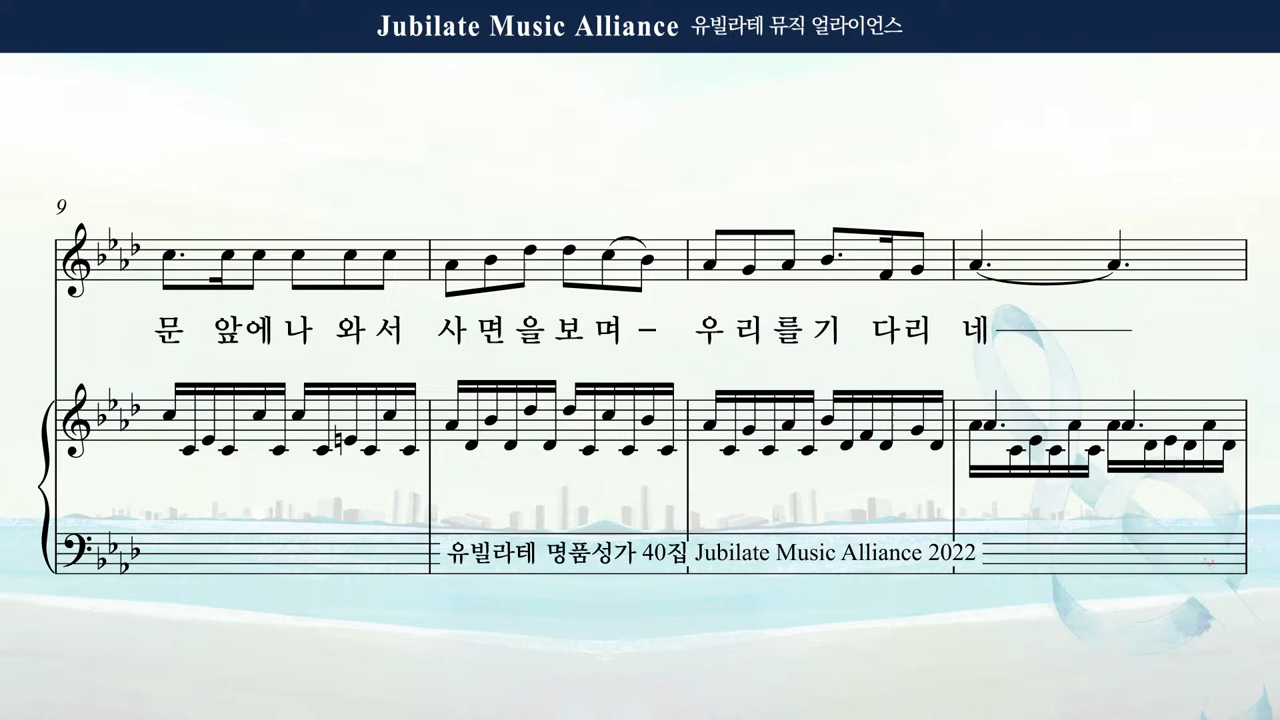 Jubilate Music Alliance 유빌라테 뮤직 얼라이언스
9
문 앞에 나 와 서 사 면 을 보 며 – 우 리 를 기 다 리 네
유빌라테 명품성가 40집 Jubilate Music Alliance 2022